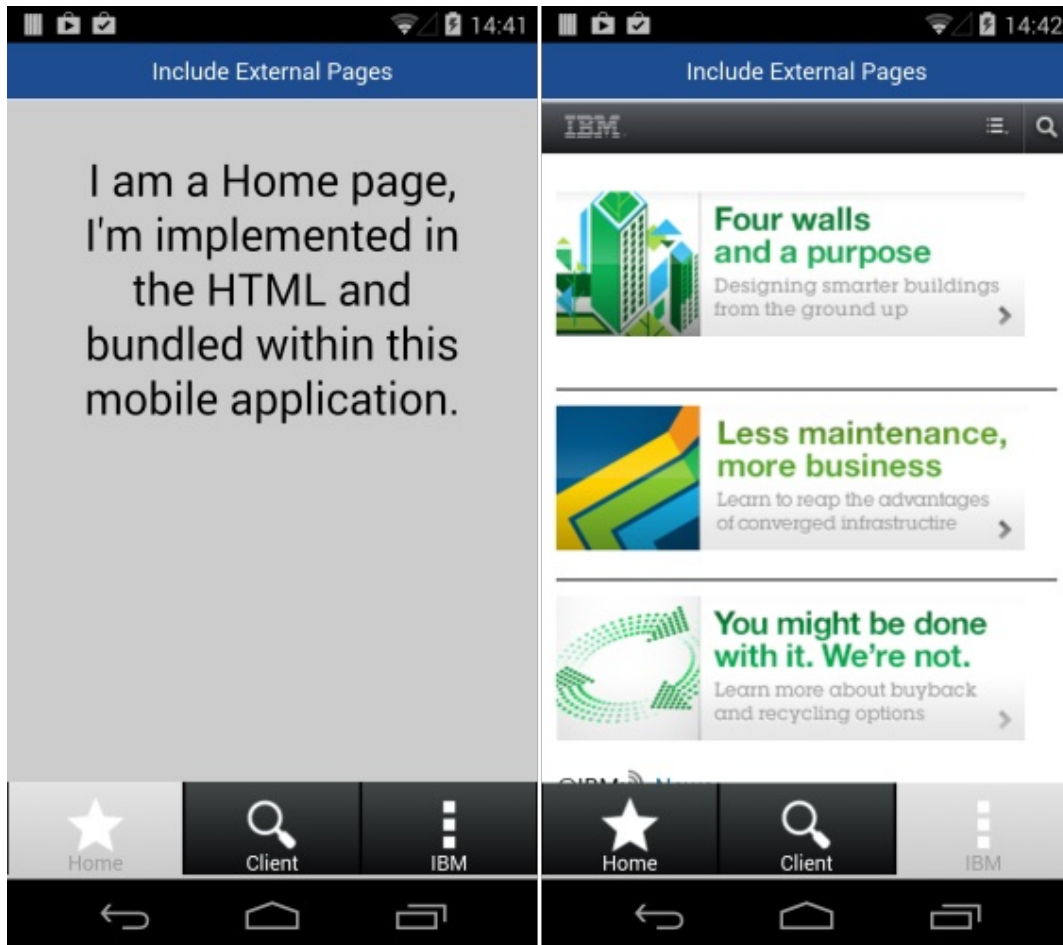 14:41
Include External Pages
I am a Home page,
I'm implemented in
the HTML and
bundled within this
mobile application.
Home
Client
IBM
14:42
Include External Pages
IBM
Four walls
and a purpose
Designing smarter buildings
from the ground up
Less maintenance,
more business
Learn to reap the advantages
of converged infrastructire
You might be done
with it. We're not.
Learn more about buyback
and recycling options
Home
Client
IBM